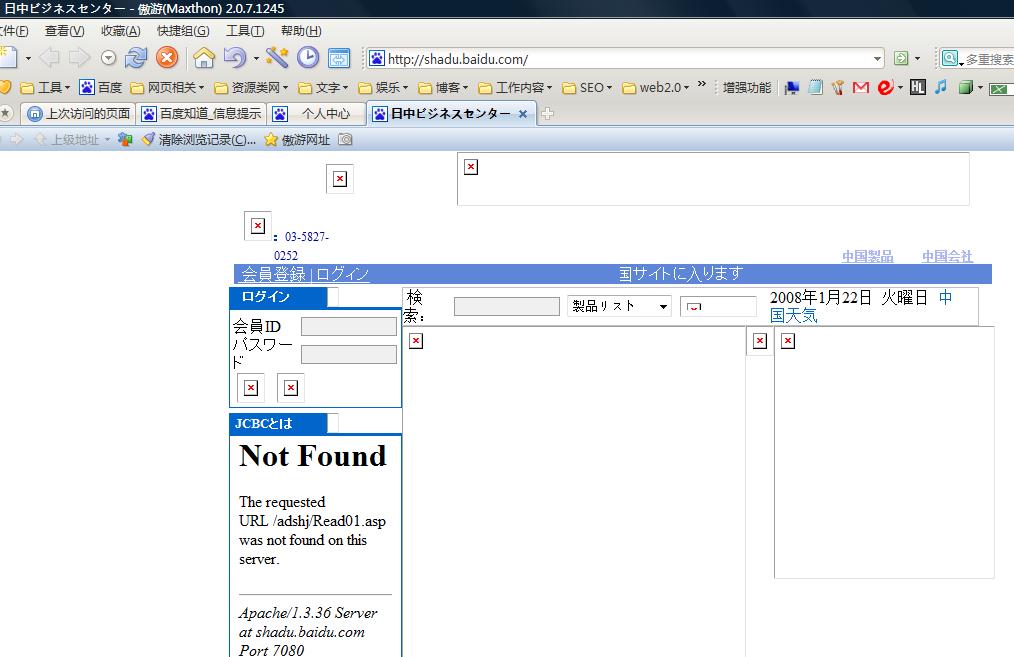 日中ビジネスセンター - 傲游(Maxthon) 2.0.7.1245
文件(F) 查看(V) 收藏(A) 快捷组(G) 工具(T) 帮助(H)
http://shadu.baidu.com/ 多重搜索
工具 百度 网页相关 资源类网 文字 娱乐 博客 工作内容 SEO web2.0 » 增强功能 HL
上次访问的页面 百度知道_信息提示 个人中心 日中ビジネスセンター
上级地址 清除浏览记录(C)... 傲游网址
: 03-5827-
0252
中国製品 中国会社
会員登録 | ログイン 国サイトに入ります
ログイン
検
索:
製品リスト
2008年1月22日 火曜日 中
国天気
会員ID
パスワー
ド
JCBCとは
Not Found
The requested
URL /adshj/Read01.asp
was not found on this
server.
Apache/1.3.36 Server
at shadu.baidu.com
Port 7080